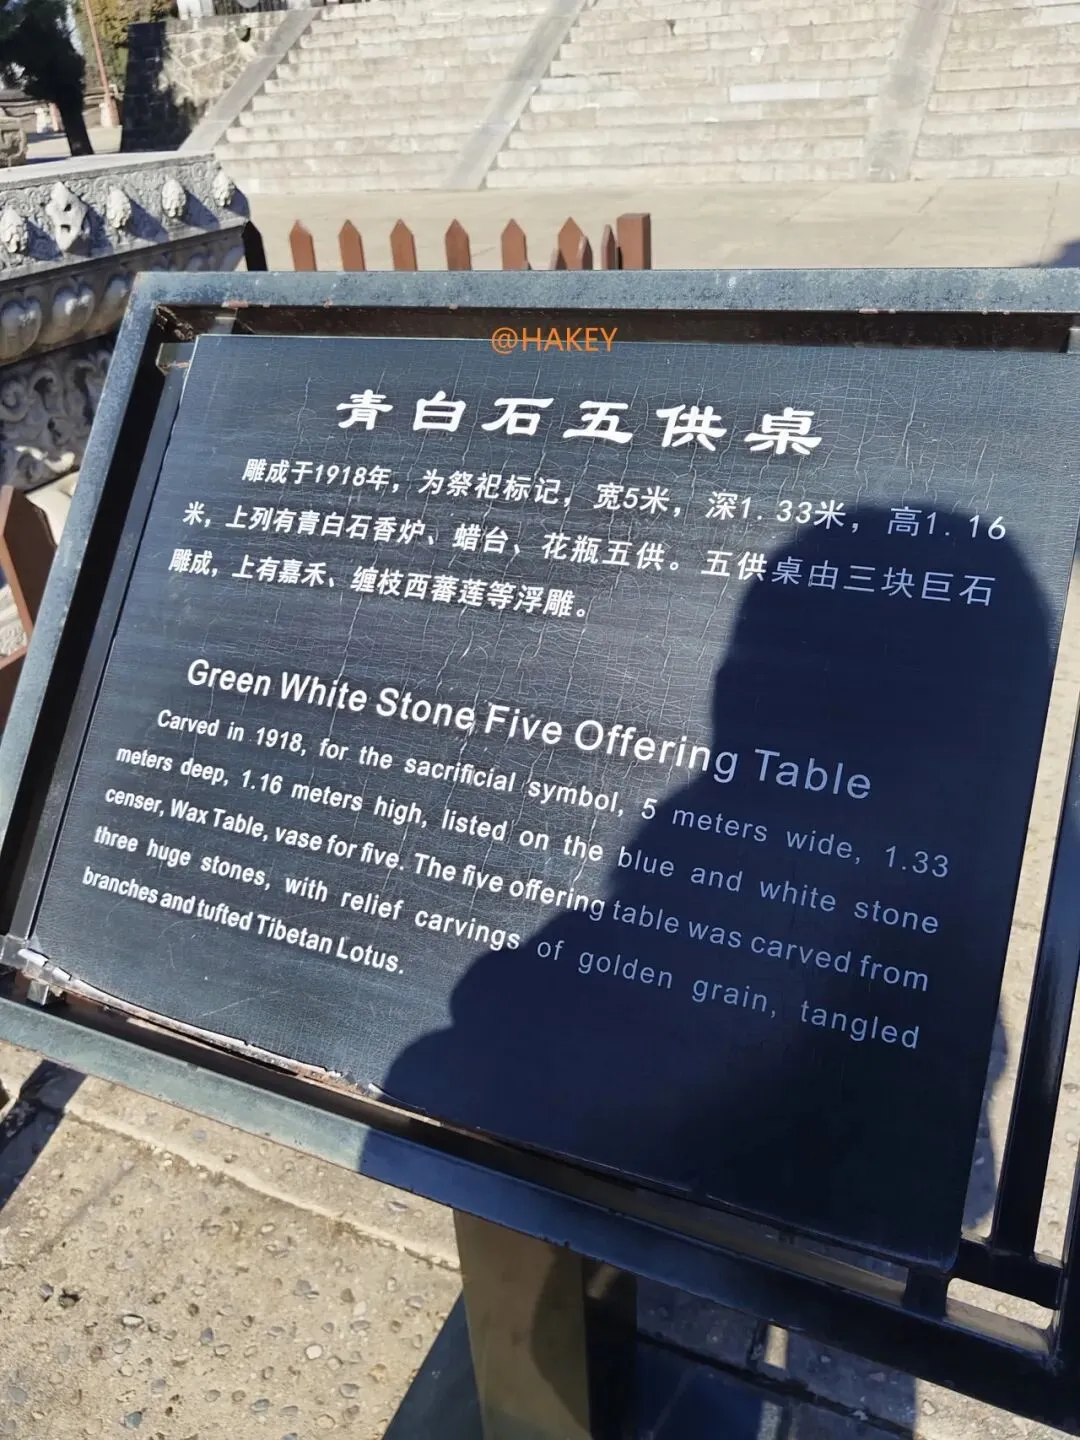 @HAKEY
青白石五供桌
雕成于1918年，为祭祀标记，宽5米，深1.33米，高1.16
米，上列有青白石香炉、蜡台、花瓶五供。五供桌由三块巨石
雕成，上有嘉禾、缠枝西蕃莲等浮雕。
Green White Stone Five Offering Table
Carved in 1918, for the sacrificial symbol, 5 meters wide, 1.33
meters deep, 1.16 meters high, listed on the blue and white stone
censer, Wax Table, vase for five. The five offering table was carved from
three huge stones, with relief carvings of golden grain, tangled
branches and tufted Tibetan Lotus.